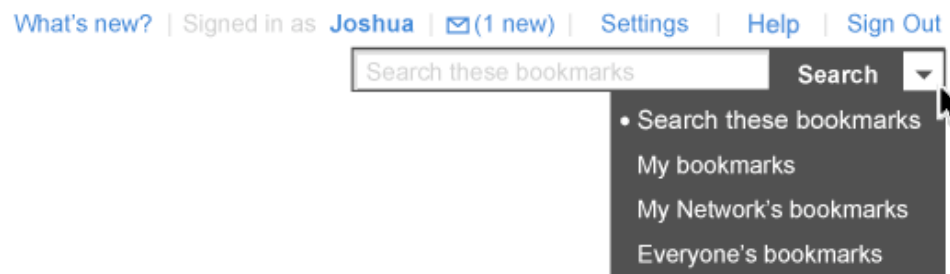 What's new? | Signed in as Joshua | (1 new) | Settings | Help | Sign Out
Search these bookmarks Search
• Search these bookmarks
My bookmarks
My Network's bookmarks
Everyone's bookmarks